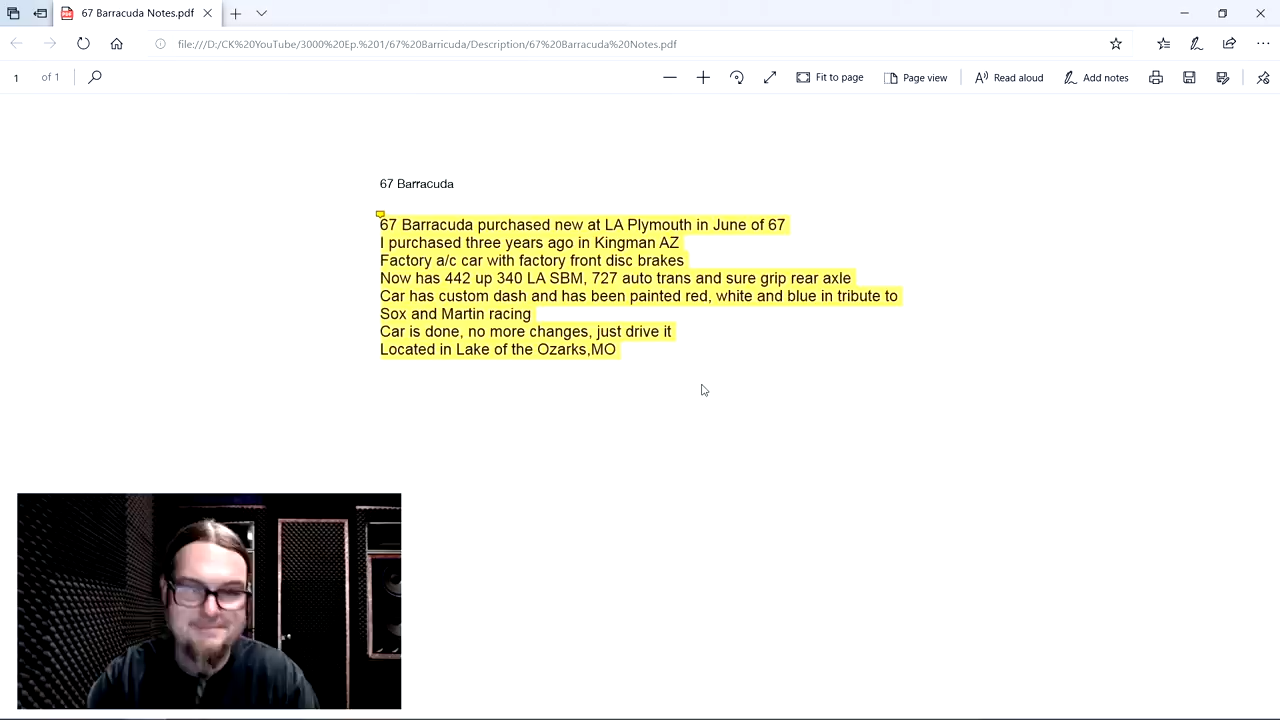 67 Barracuda Notes.pdf
file:///D:/CK%20YouTube/3000%20Ep.%201/67%20Barricuda/Description/67%20Barracuda%20Notes.pdf
1 of 1 Fit to page Page view Read aloud Add notes
67 Barracuda
67 Barracuda purchased new at LA Plymouth in June of 67
I purchased three years ago in Kingman AZ
Factory a/c car with factory front disc brakes
Now has 442 up 340 LA SBM, 727 auto trans and sure grip rear axle
Car has custom dash and has been painted red, white and blue in tribute to
Sox and Martin racing
Car is done, no more changes, just drive it
Located in Lake of the Ozarks,MO